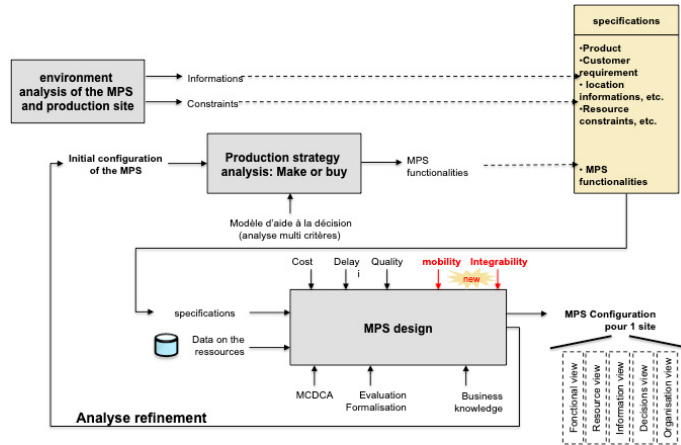 specifications
•Product
•Customer
requirement
• location
informations, etc.
•Resource
constraints, etc.
• MPS
functionalities
environment
analysis of the MPS
and production site
Informations
Constraints
Initial configuration
of the MPS
Production strategy
analysis: Make or buy
MPS
functionalities
Modèle d'aide à la décision
(analyse multi critères)
Cost
Delay
i
Quality
mobility
Integrability
new
specifications
Data on the
ressources
MPS design
MPS Configuration
pour 1 site
MCDCA
Evaluation
Formalisation
Business
knowledge
Fonctional view
Resource view
Information view
Decisions view
Organisation view
Analyse refinement